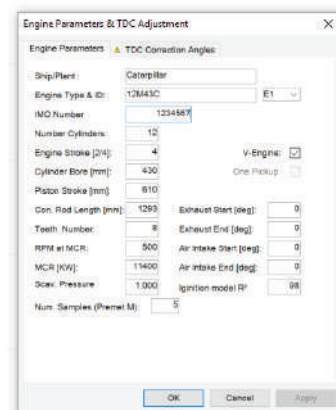 Engine Parameters & TDC Adjustment
Engine Parameters TDC Correction Angles
Ship/Plant: Caterpillar
Engine Type & ID: 12M43C E1
IMO Number 1234567
Number Cylinders: 12
Engine Stroke [2/4]: 4 V-Engine:
Cylinder Bore [mm]: 430 One Pickup
Piston Stroke [mm]: 610
Con. Rod Length [mm]: 1293 Exhaust Start [deg]: 0
Teeth Number: 8 Exhaust End [deg]: 0
RPM at MCR: 500 Air Intake Start [deg]: 0
MCR [KW]: 11400 Air Intake End [deg]: 0
Scav. Pressure 1.000 Iginition model R² 98
Num. Samples (Premet M): 5
OK Cancel Apply